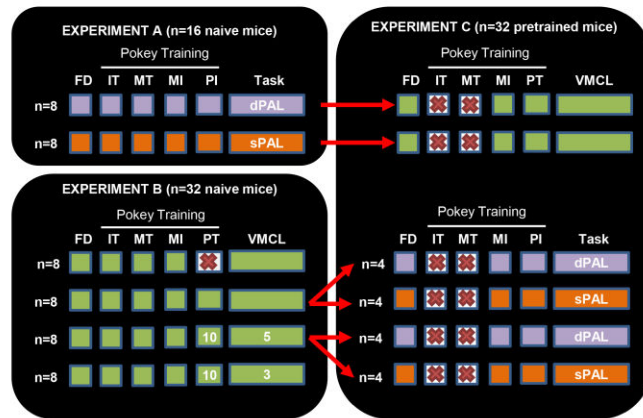 EXPERIMENT A (n=16 naive mice)
Pokey Training
FD IT MT MI PI Task
n=8 dPAL
n=8 sPAL
EXPERIMENT B (n=32 naive mice)
Pokey Training
FD IT MT MI PT VMCL
n=8
n=8
n=8 10 5
n=8 10 3
EXPERIMENT C (n=32 pretrained mice)
Pokey Training
FD IT MT MI PT VMCL
Pokey Training
FD IT MT MI PI Task
n=4 dPAL
n=4 sPAL
n=4 dPAL
n=4 sPAL